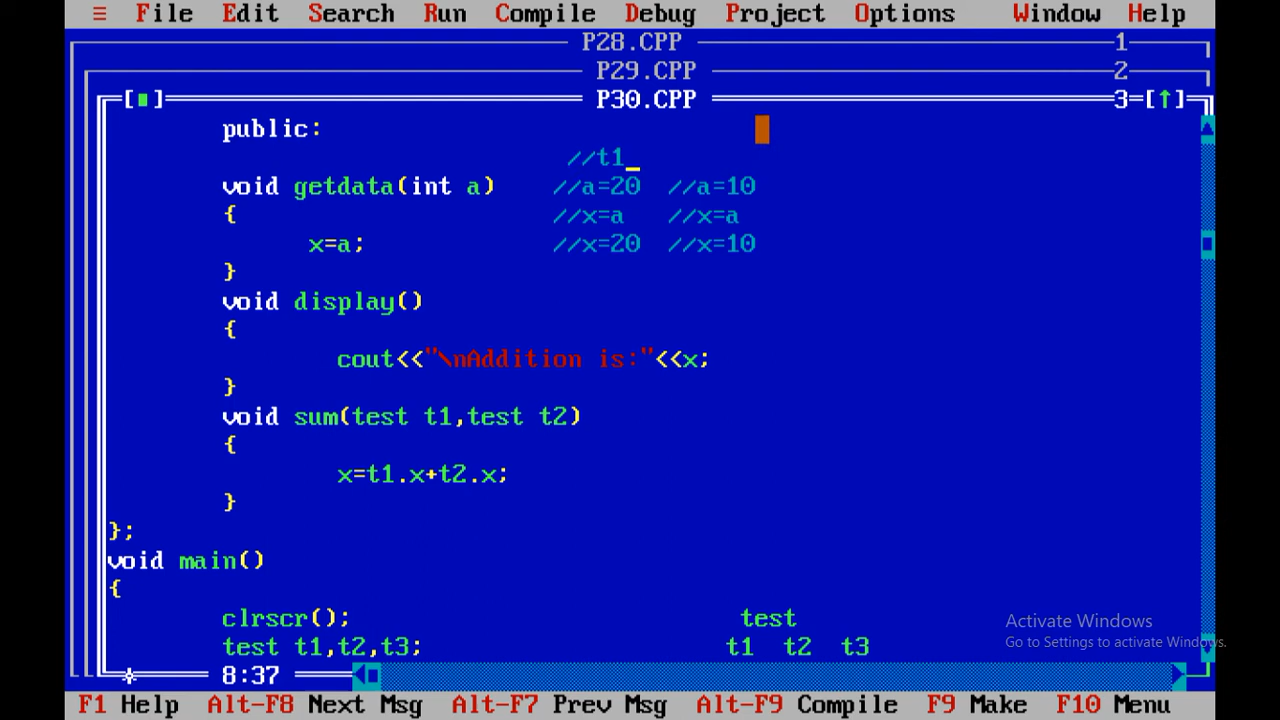 ≡ File Edit Search Run Compile Debug Project Options Window Help
P28.CPP 1
P29.CPP 2
[■] P30.CPP 3=[↑]
public:
//t1_
void getdata(int a) //a=20 //a=10
{ //x=a //x=a
x=a; //x=20 //x=10
}
void display()
{
cout<<"\nAddition is:"<<x;
}
void sum(test t1,test t2)
{
x=t1.x+t2.x;
}
};
void main()
{
clrscr(); test
test t1,t2,t3; t1 t2 t3
Activate Windows
Go to Settings to activate Windows.
8:37
F1 Help Alt-F8 Next Msg Alt-F7 Prev Msg Alt-F9 Compile F9 Make F10 Menu